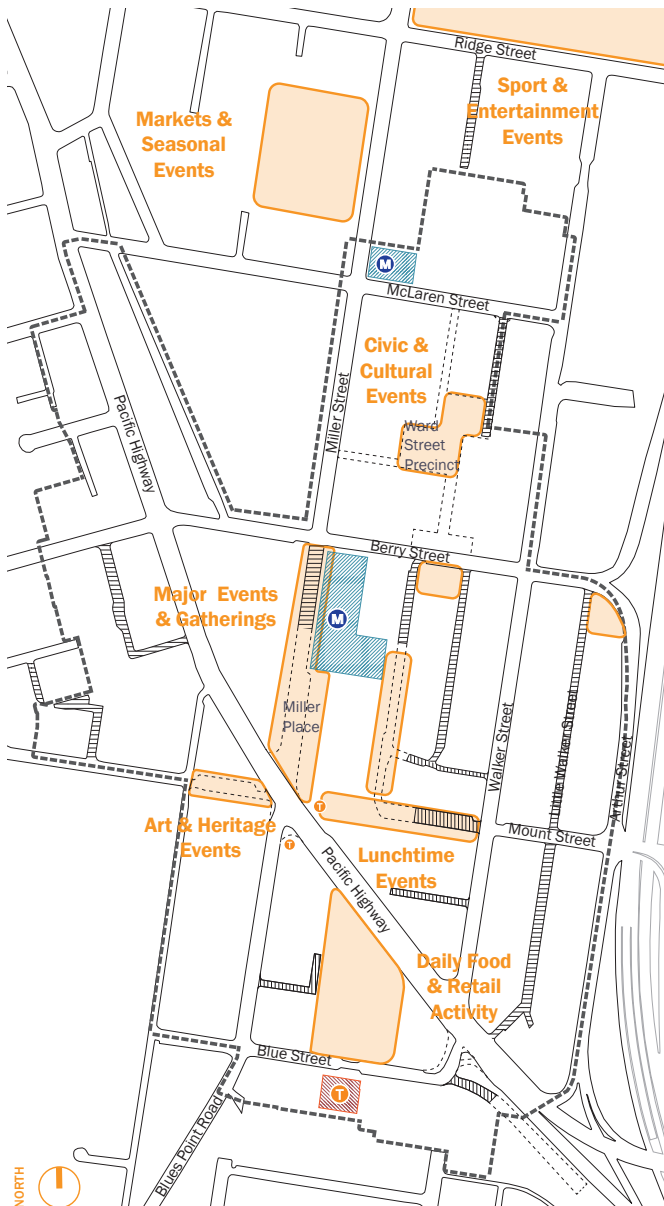 Ridge Street
Sport &
Entertainment
Events
Markets &
Seasonal
Events
M
McLaren Street
Civic &
Cultural
Events
Miller Street
Pacific Highway
Ward
Street
Precinct
Berry Street
Major Events
& Gatherings
M
Miller
Place
Walker Street
Little Walker Street
Arthur Street
T
Art & Heritage
Events
T
Mount Street
Lunchtime
Events
Pacific Highway
Daily Food
& Retail
Activity
Blue Street
T
Blues Point Road
NORTH